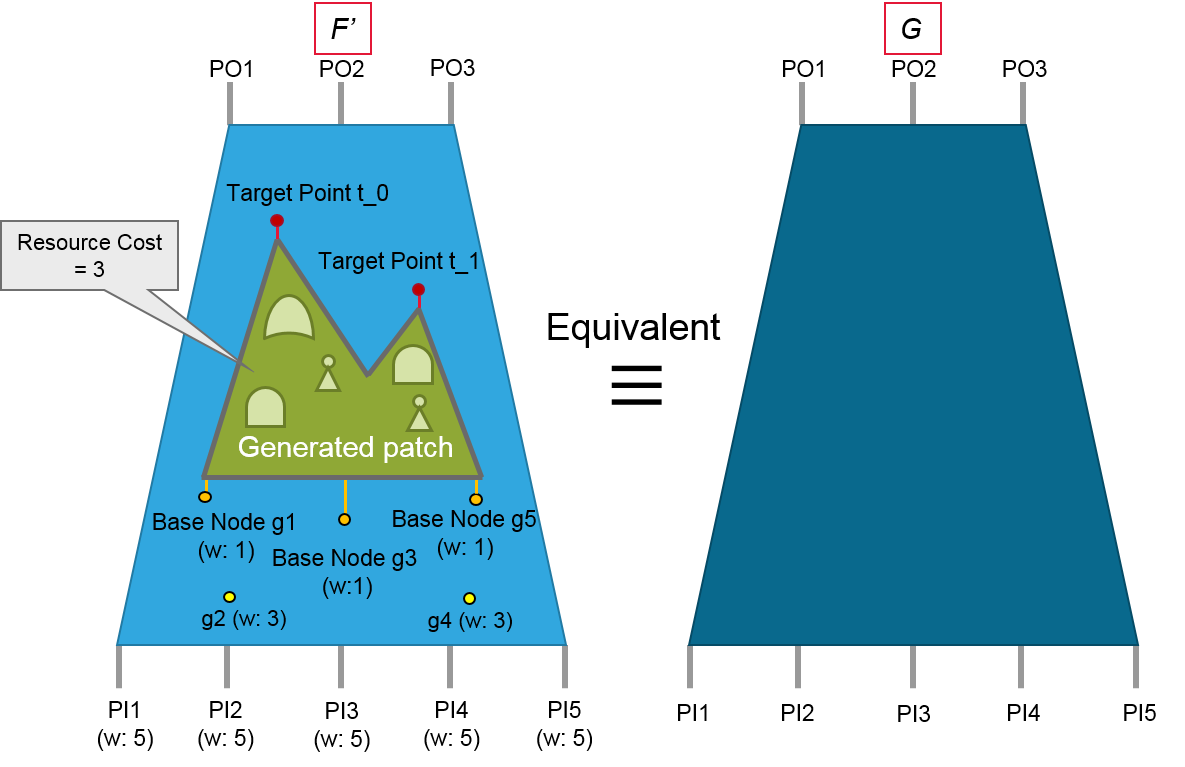 F’
G
PO1
PO2
PO3
PO1
PO2
PO3
Target Point t_0
Resource Cost
= 3
Target Point t_1
Equivalent
≡
Generated patch
Base Node g1
(w: 1)
Base Node g3
(w:1)
Base Node g5
(w: 1)
g2 (w: 3)
g4 (w: 3)
PI1
(w: 5)
PI2
(w: 5)
PI3
(w: 5)
PI4
(w: 5)
PI5
(w: 5)
PI1
PI2
PI3
PI4
PI5